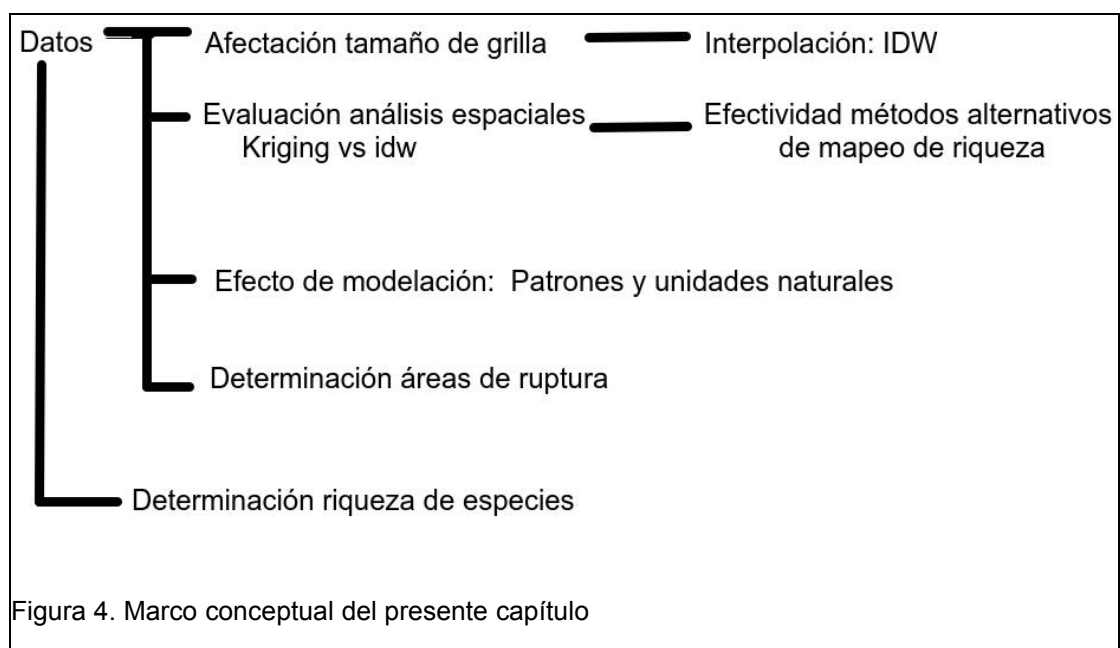 Datos
Afectación tamaño de grilla
Interpolación: IDW
Evaluación análisis espaciales
Kriging vs idw
Efectividad métodos alternativos
de mapeo de riqueza
Efecto de modelación: Patrones y unidades naturales
Determinación áreas de ruptura
Determinación riqueza de especies
Figura 4. Marco conceptual del presente capítulo